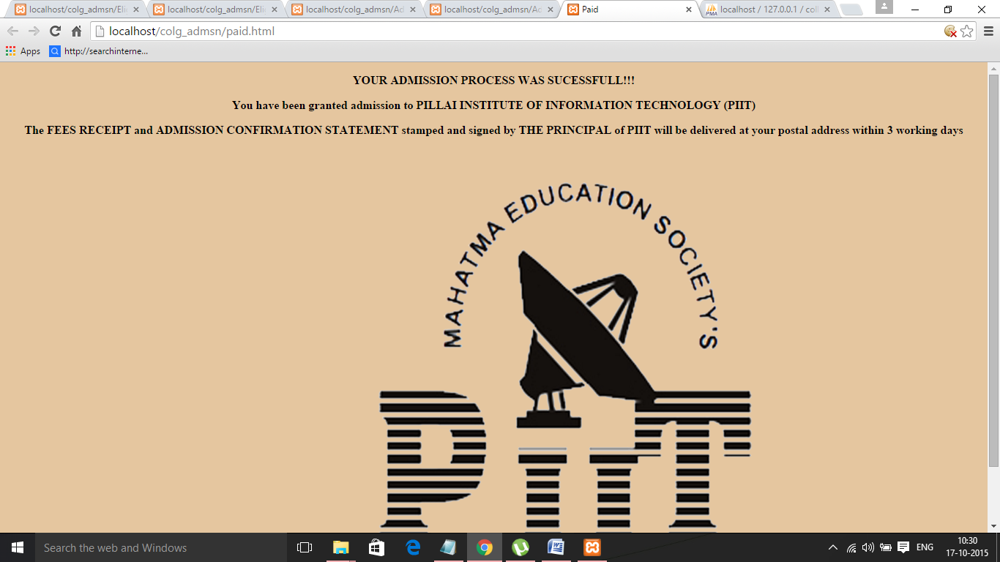 localhost/colg_admsn/Elic
localhost/colg_admsn/Elic
localhost/colg_admsn/Ad
localhost/colg_admsn/Ad
Paid
localhost / 127.0.0.1 / coll
localhost/colg_admsn/paid.html
Apps
http://searchinterne...
YOUR ADMISSION PROCESS WAS SUCESSFULL!!!
You have been granted admission to PILLAI INSTITUTE OF INFORMATION TECHNOLOGY (PIIT)
The FEES RECEIPT and ADMISSION CONFIRMATION STATEMENT stamped and signed by THE PRINCIPAL of PIIT will be delivered at your postal address within 3 working days
MAHATMA EDUCATION SOCIETY'S
PIIT
Search the web and Windows
ENG
10:30
17-10-2015